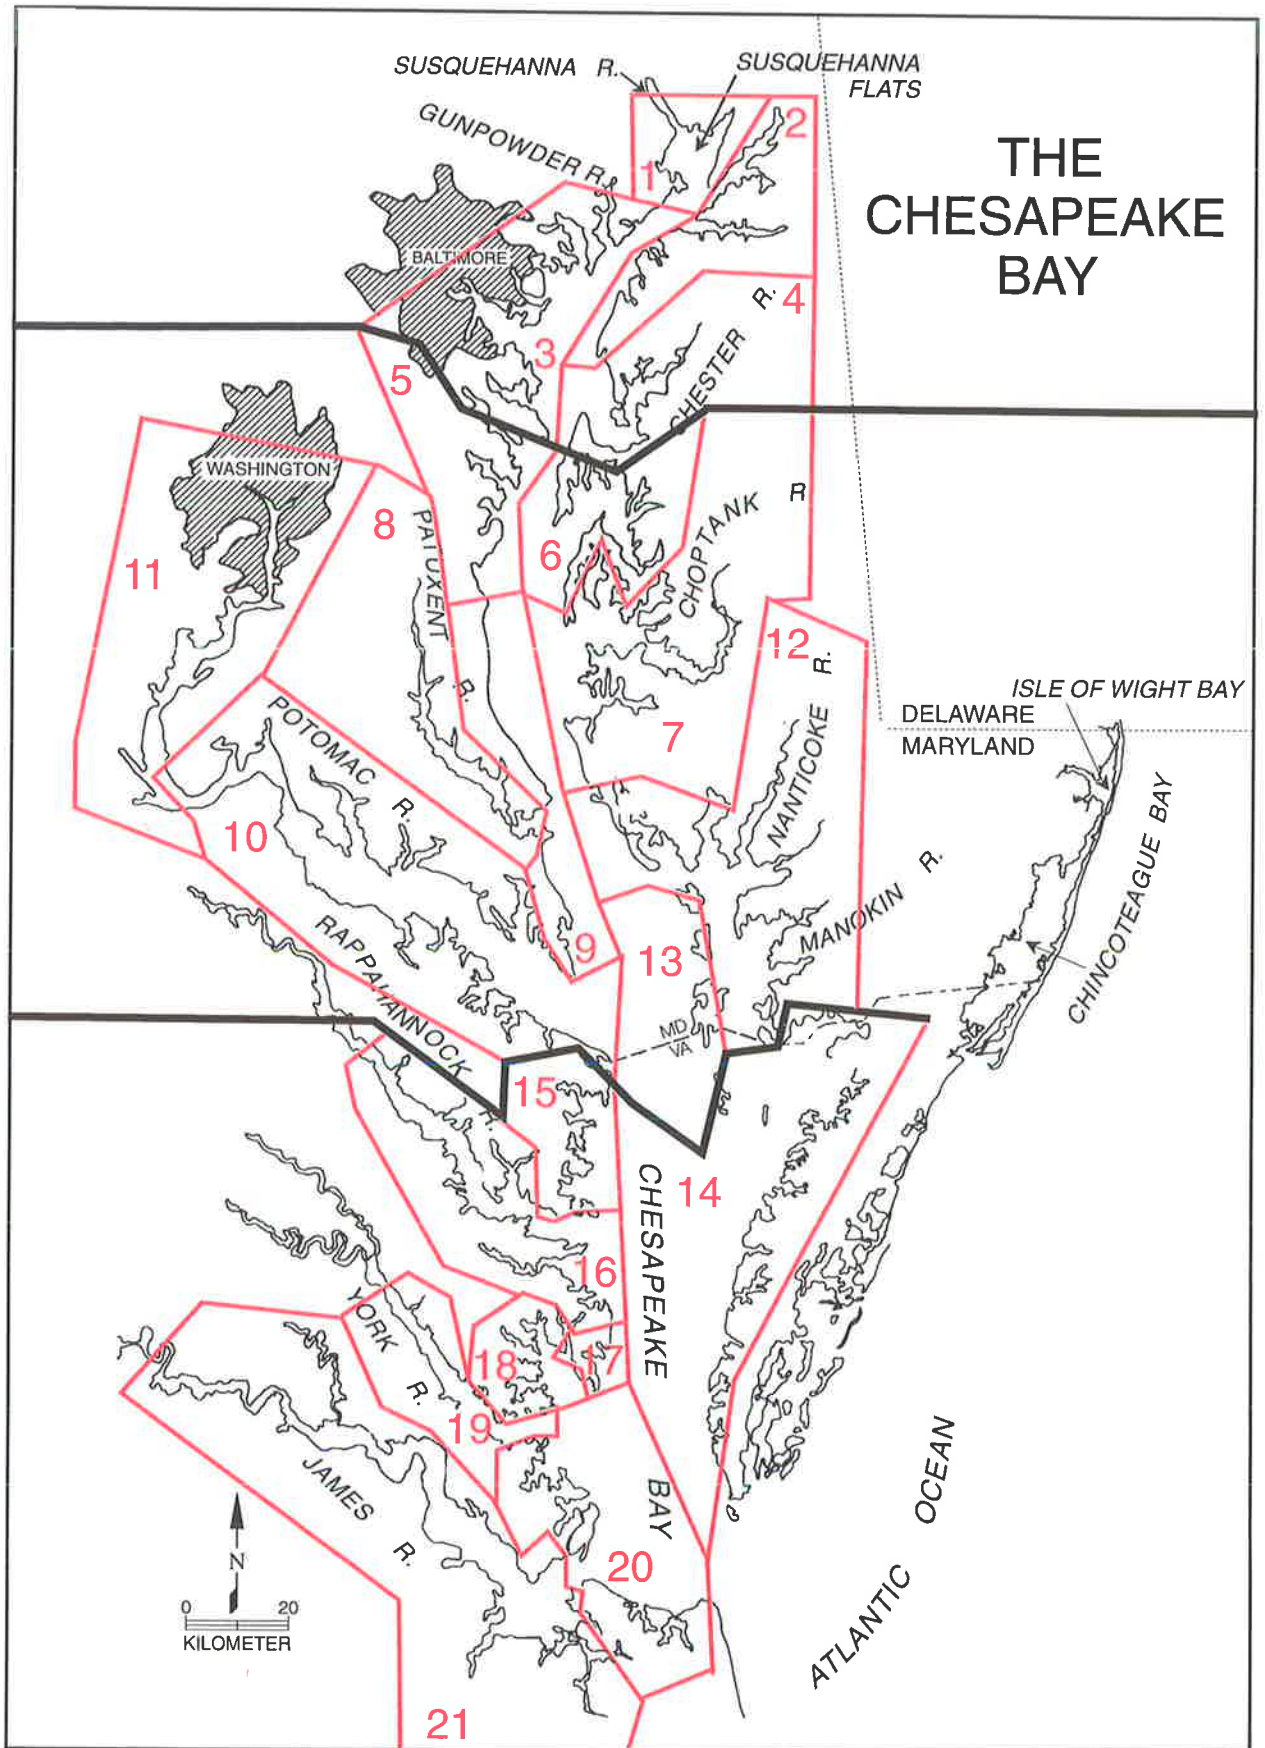 SUSQUEHANNA R.
SUSQUEHANNA
FLATS
GUNPOWDER R.
THE
CHESAPEAKE
BAY
1
2
BALTIMORE
R.
4
3
CHESTER
5
WASHINGTON
R
CHOPTANK
8
PATUXENT
6
11
12
R.
R.
ISLE OF WIGHT BAY
DELAWARE
MARYLAND
POTOMAC
7
NANTICOKE
R.
10
CHINCOTEAGUE BAY
R.
MANOKIN
RAPPAHANNOCK
9
13
MD
VA
15
R.
CHESAPEAKE
14
16
YORK
18
17
R.
19
JAMES
BAY
OCEAN
R.
N
20
ATLANTIC
0 20
KILOMETER
21